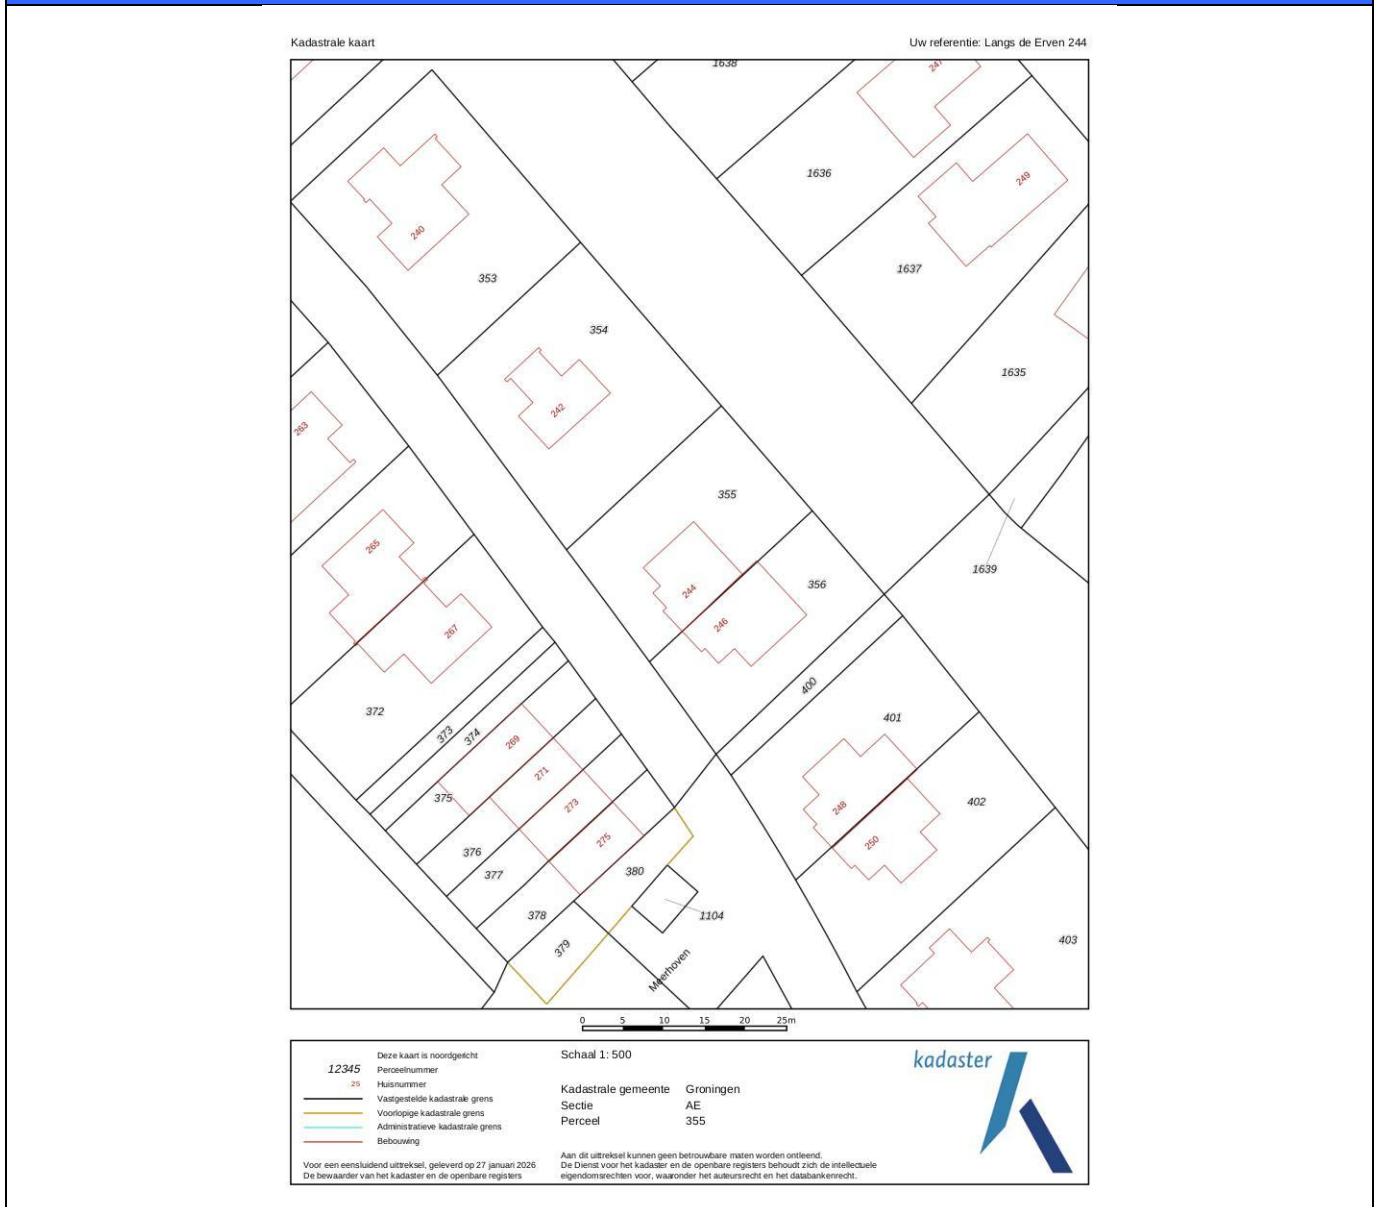 Kadastrale kaart
Uw referentie: Langs de Erven 244
1638
247
1636
249
240
1637
353
354
1635
242
263
355
265
1639
244
356
246
267
400
372
401
373
374
269
271
402
375
248
273
275
250
376
380
377
378
1104
403
379
Meerhoven
0 5 10 15 20 25m
12345
25
Deze kaart is noordgericht
Perceelnummer
Huisnummer
Vastgestelde kadastrale grens
Voorlopige kadastrale grens
Administratieve kadastrale grens
Bebouwing
Voor een eensluidend uittreksel, geleverd op 27 januari 2026
De bewaarder van het kadaster en de openbare registers
Schaal 1: 500
Kadastrale gemeente Groningen
Sectie AE
Perceel 355
Aan dit uittreksel kunnen geen betrouwbare maten worden ontleend.
De Dienst voor het kadaster en de openbare registers behoudt zich de intellectuele
eigendomsrechten voor, waaronder het auteursrecht en het databankenrecht.
kadaster